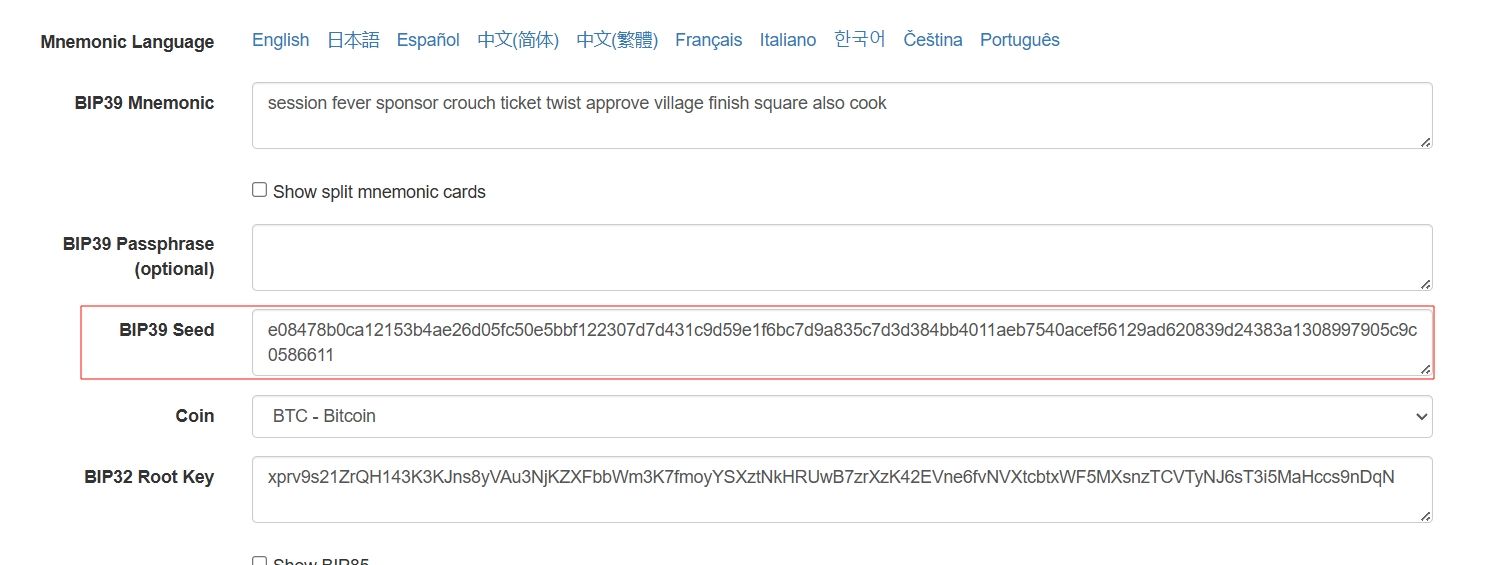 Mnemonic Language English 日本語 Español 中文(简体) 中文(繁體) Français Italiano 한국어 Čeština Português
BIP39 Mnemonic session fever sponsor crouch ticket twist approve village finish square also cook
Show split mnemonic cards
BIP39 Passphrase
(optional)
BIP39 Seed e08478b0ca12153b4ae26d05fc50e5bbf122307d7d431c9d59e1f6bc7d9a835c7d3d384bb4011aeb7540acef56129ad620839d24383a1308997905c9c
0586611
Coin BTC - Bitcoin
BIP32 Root Key xprv9s21ZrQH143K3KJns8yVAu3NjKZXFbbWm3K7fmoyYSXztNkHRUwB7zrXzK42EVne6fvNVXtcbtxWF5MXsnzTCVTyNJ6sT3i5MaHccs9nDqN
Show BIP85